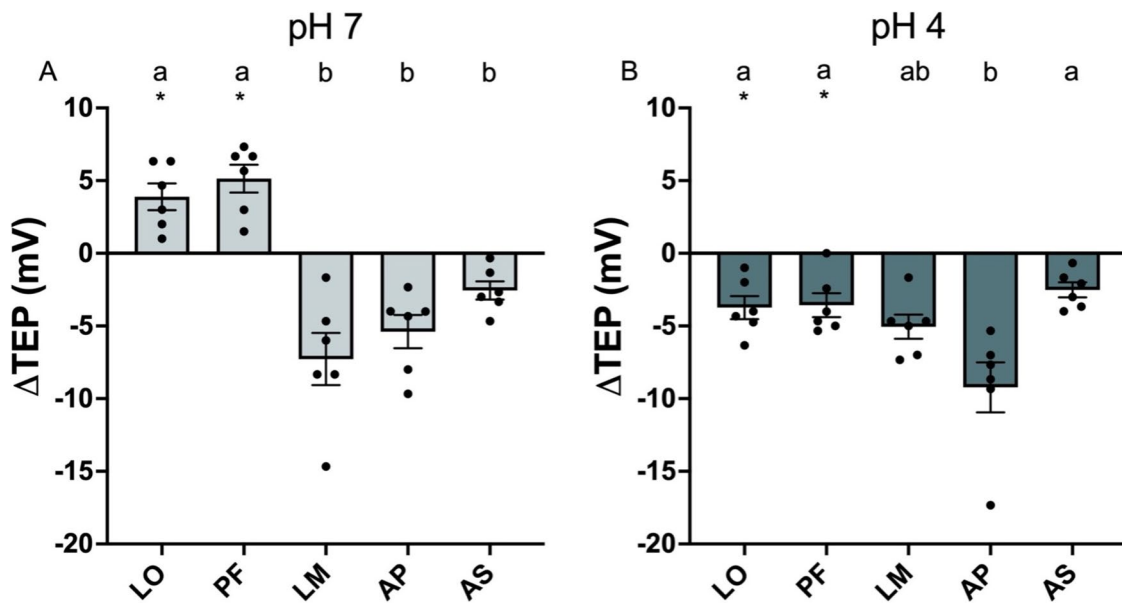 pH 7
A a a b b b
* *
10
5
0
-5
-10
-15
-20
ΔTEP (mV)
LO PF LM AP AS
pH 4
B a a ab b a
* *
10
5
0
-5
-10
-15
-20
ΔTEP (mV)
LO PF LM AP AS